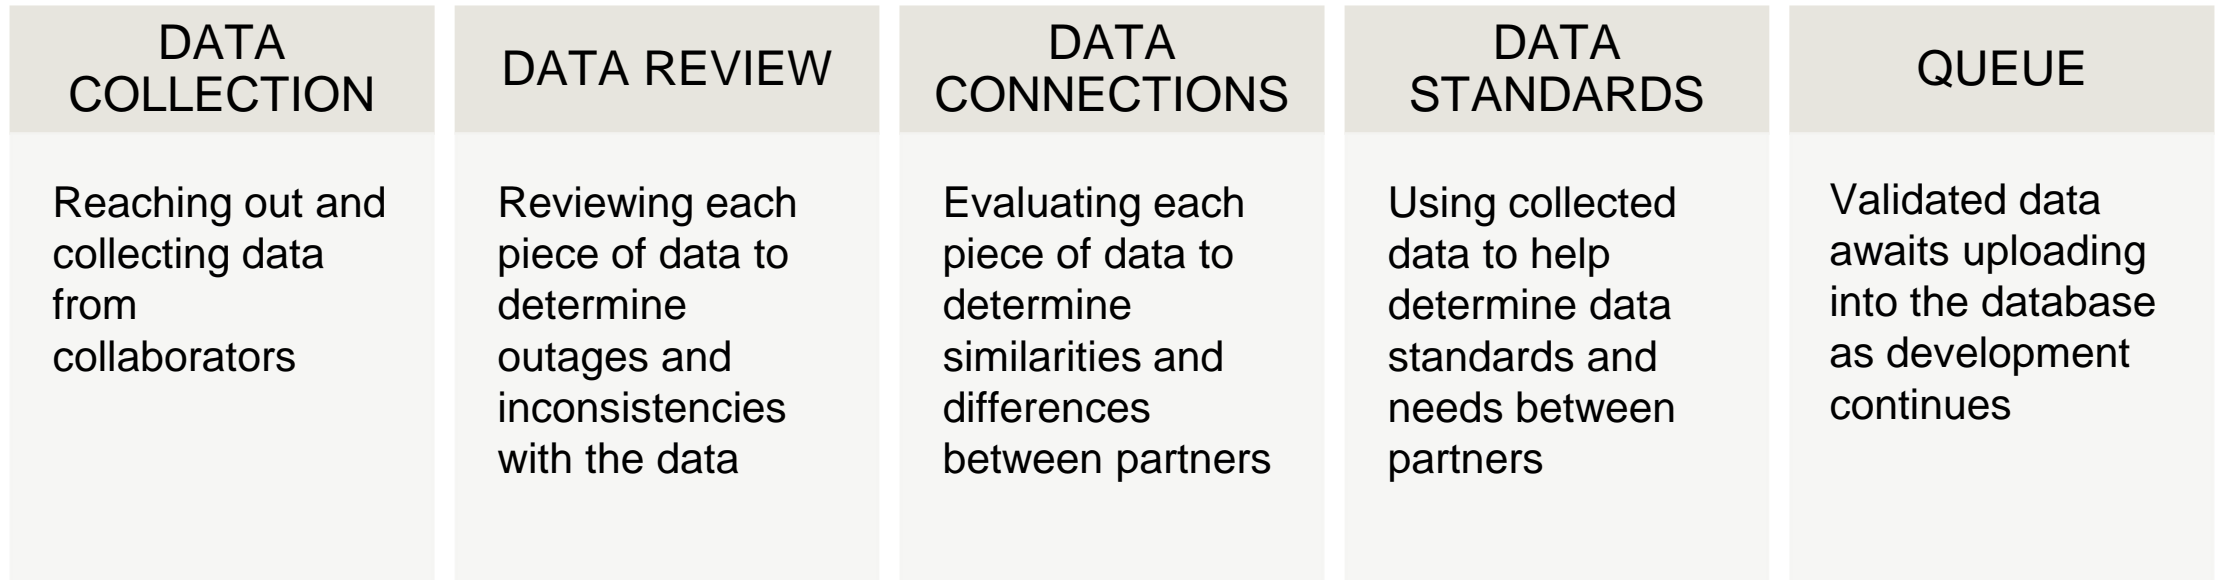 DATA
COLLECTION
Reaching out and
collecting data
from
collaborators
DATA REVIEW
Reviewing each
piece of data to
determine
outages and
inconsistencies
with the data
DATA
CONNECTIONS
Evaluating each
piece of data to
determine
similarities and
differences
between partners
DATA
STANDARDS
Using collected
data to help
determine data
standards and
needs between
partners
QUEUE
Validated data
awaits uploading
into the database
as development
continues